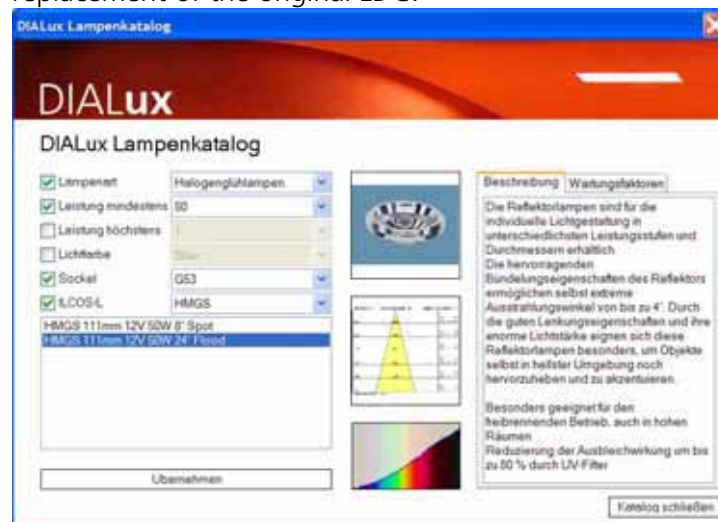 replacement of the original LDC.
DIALux Lampenkatalog
DIALux
DIALux Lampenkatalog
Lampenart
Halogenglühlampen
Leistung mindestens
50
Leistung höchstens
Lichtfarbe
Sockel
G53
ILCOS-L
HMGS
HMGS 111mm 12V 50W 8° Spot
HMGS 111mm 12V 50W 24° Flood
Übernehmen
Beschreibung
Wartungsfaktoren
Die Reflektorlampen sind für die
individuelle Lichtgestaltung in
unterschiedlichsten Leistungsstufen und
Durchmessern erhältlich.
Die hervorragenden
Bündelungseigenschaften des Reflektors
ermöglichen selbst extreme
Ausstrahlungswinkel von bis zu 4°. Durch
die guten Lenkungseigenschaften und ihre
enorme Lichtstärke eignen sich diese
Reflektorlampen besonders, um Objekte
selbst in hellster Umgebung noch
hervorzuheben und zu akzentuieren.
Besonders geeignet für den
freibrennenden Betrieb, auch in hohen
Räumen
Reduzierung der Ausbleichwirkung um bis
zu 80 % durch UV-Filter
Katalog schließen